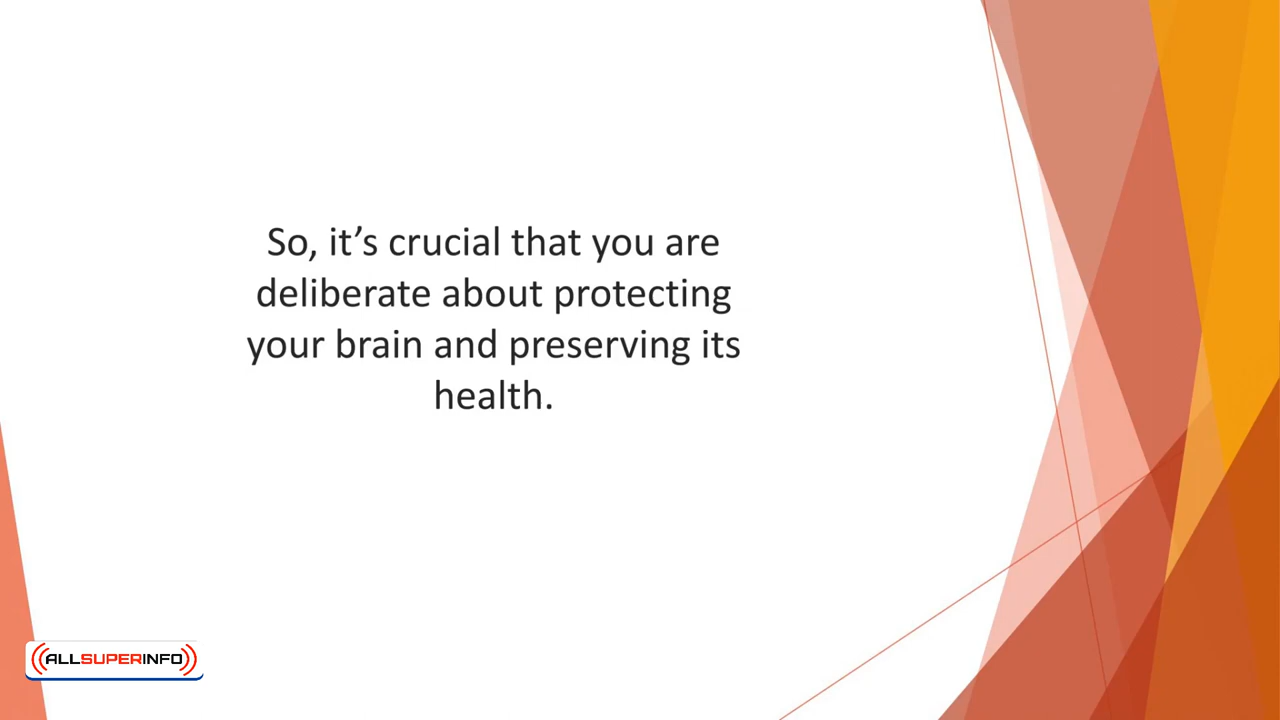 So, it’s crucial that you are
deliberate about protecting
your brain and preserving its
health.
ALLSUPERINFO